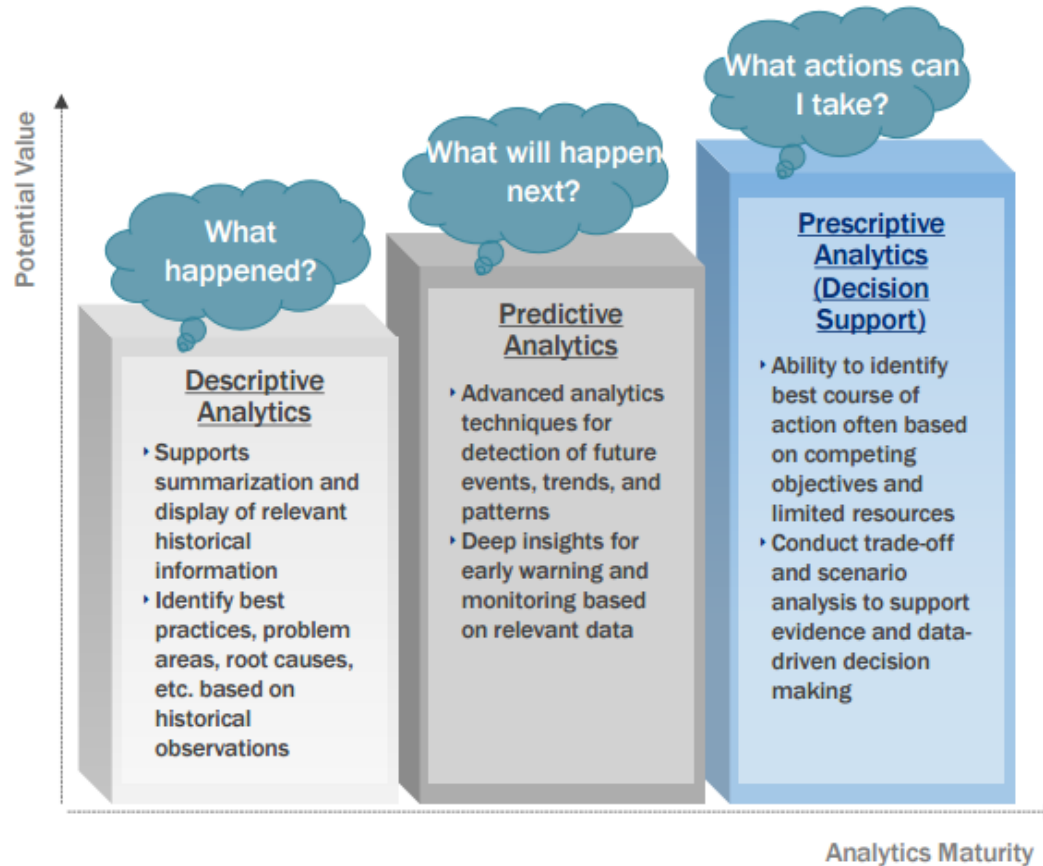 Potential Value
What
happened?
What will happen
next?
What actions can
I take?
Descriptive
Analytics
‣ Supports
summarization and
display of relevant
historical
information
‣ Identify best
practices, problem
areas, root causes,
etc. based on
historical
observations
Predictive
Analytics
‣ Advanced analytics
techniques for
detection of future
events, trends, and
patterns
‣ Deep insights for
early warning and
monitoring based
on relevant data
Prescriptive
Analytics
(Decision
Support)
‣ Ability to identify
best course of
action often based
on competing
objectives and
limited resources
‣ Conduct trade-off
and scenario
analysis to support
evidence and data-
driven decision
making
Analytics Maturity